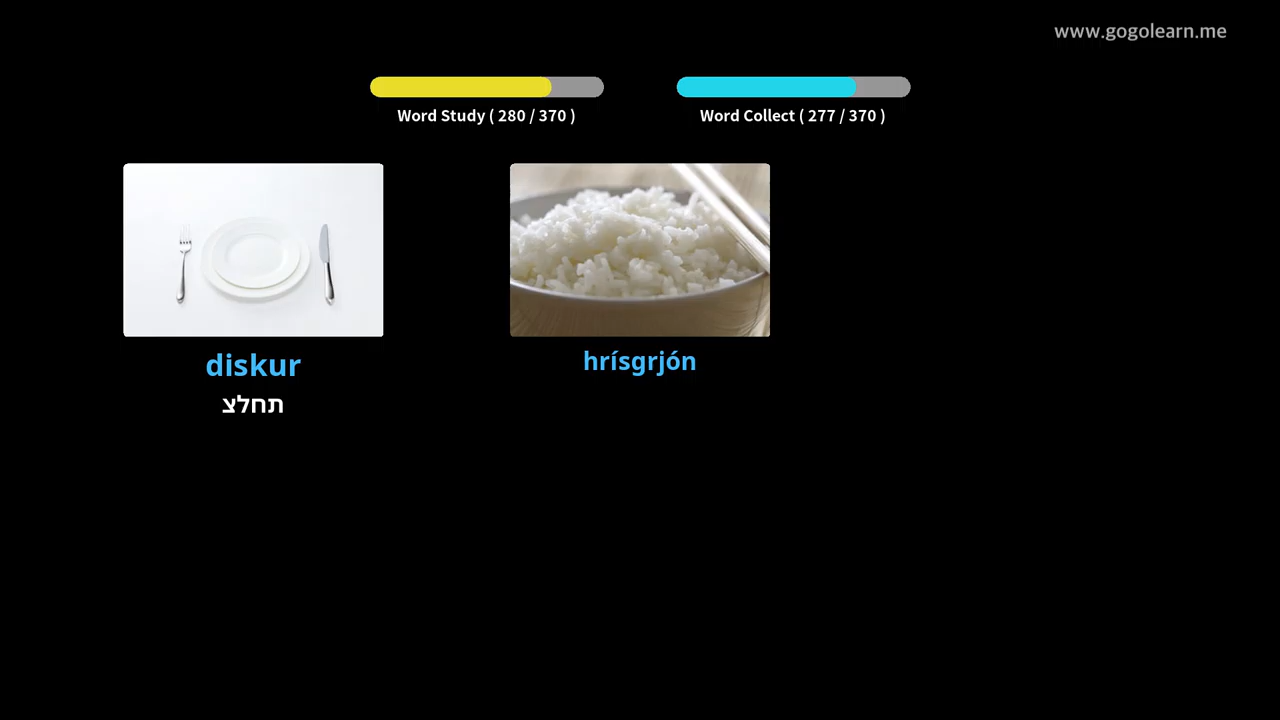 www.gogolearn.me
Word Study ( 280 / 370 )
Word Collect ( 277 / 370 )
diskur
תחלצ
hrísgrjón